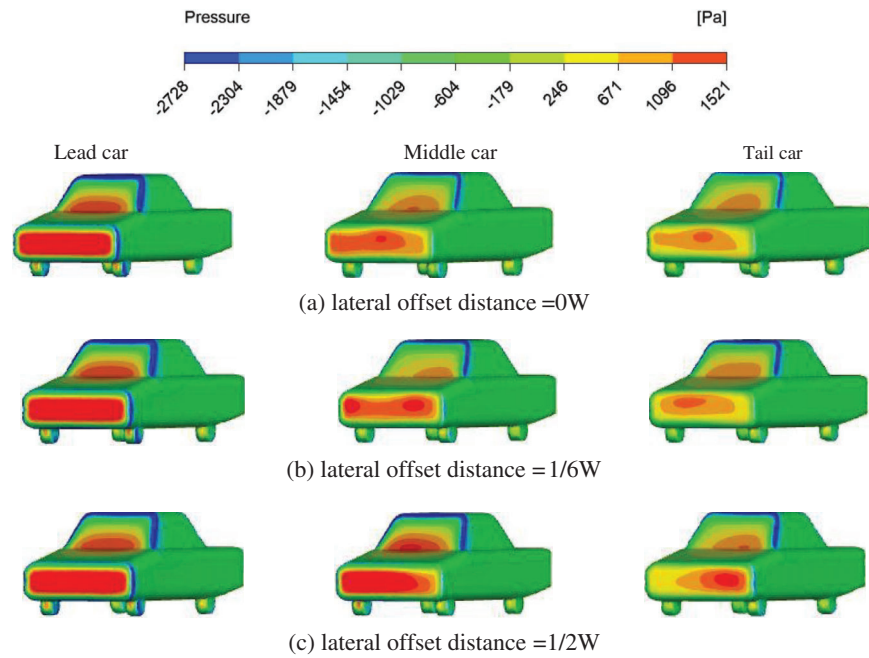 Pressure [Pa]
-2728 -2304 -1879 -1454 -1029 -604 -179 246 671 1096 1521
Lead car Middle car Tail car
(a) lateral offset distance =0W
(b) lateral offset distance =1/6W
(c) lateral offset distance =1/2W